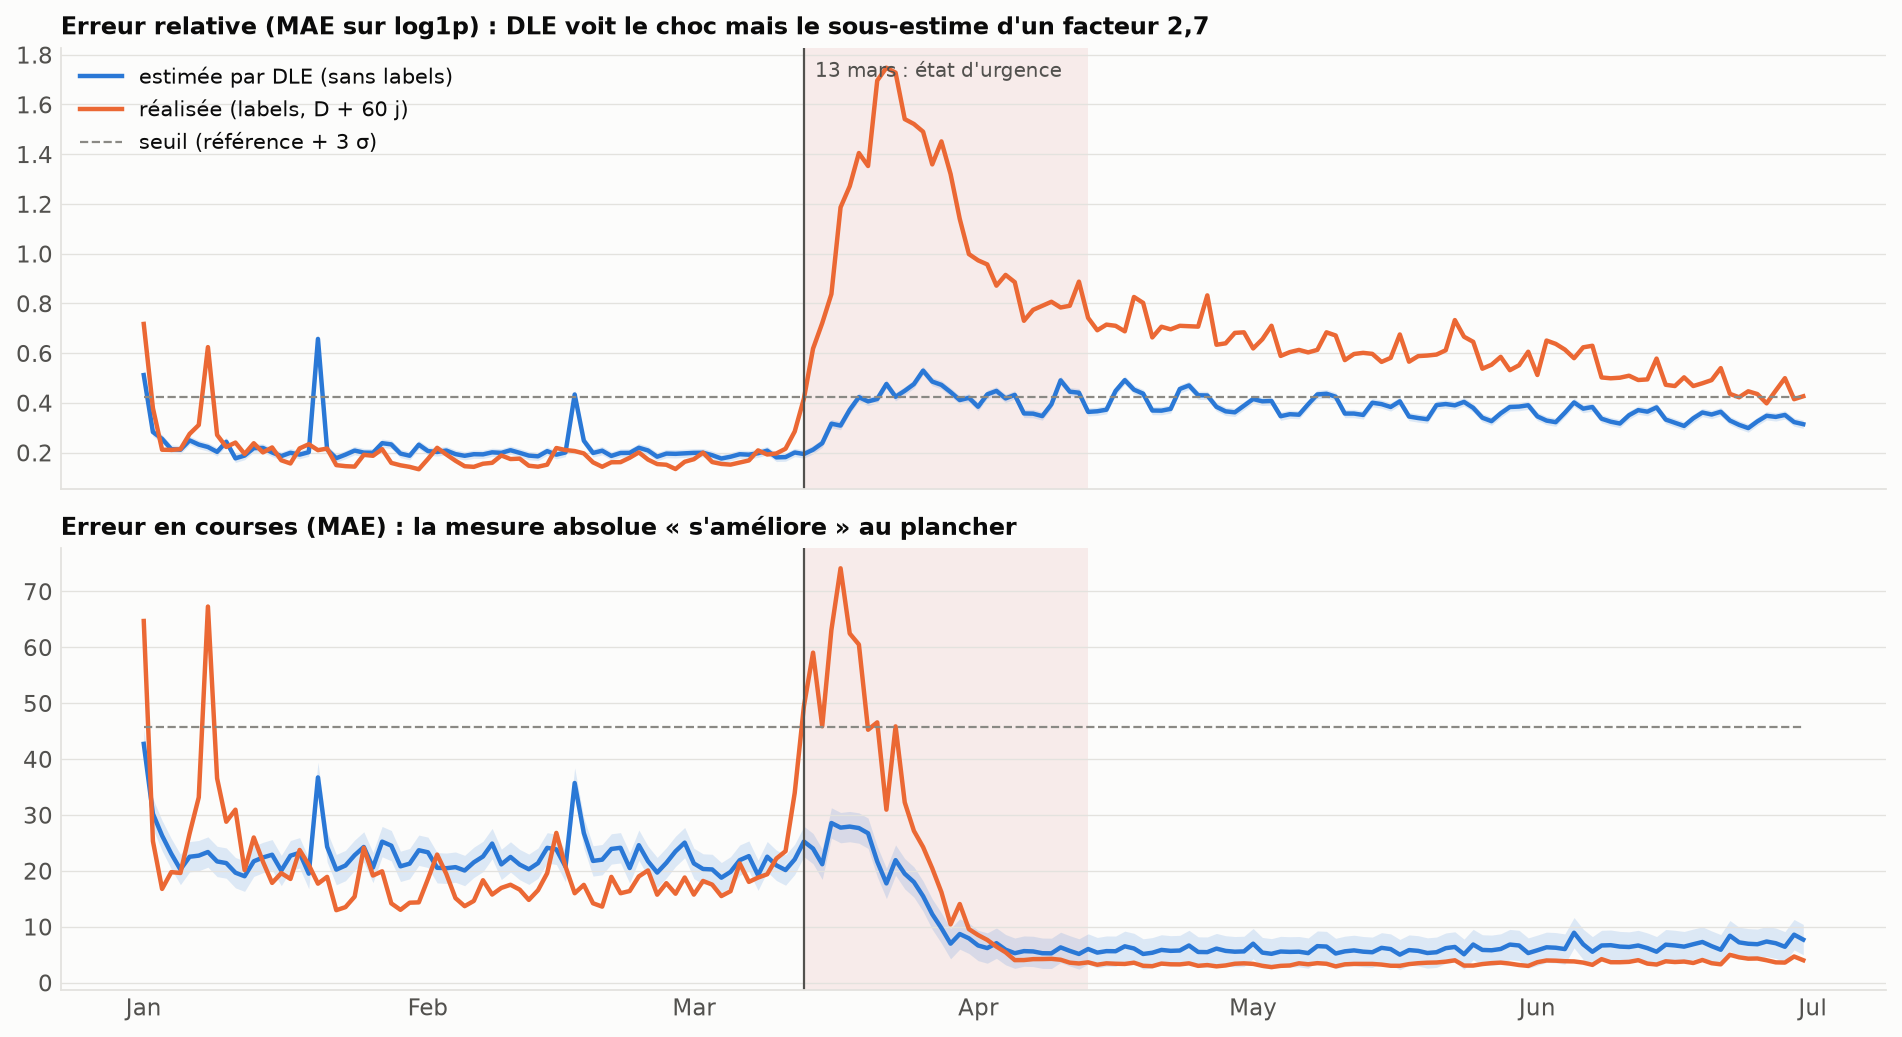 Erreur relative (MAE sur log1p) : DLE voit le choc mais le sous-estime d'un facteur 2,7
1.8
1.6
1.4
1.2
1.0
0.8
0.6
0.4
0.2
estimée par DLE (sans labels)
réalisée (labels, D + 60 j)
seuil (référence + 3 σ)
13 mars : état d'urgence
Erreur en courses (MAE) : la mesure absolue « s'améliore » au plancher
70
60
50
40
30
20
10
0
Jan Feb Mar Apr May Jun Jul